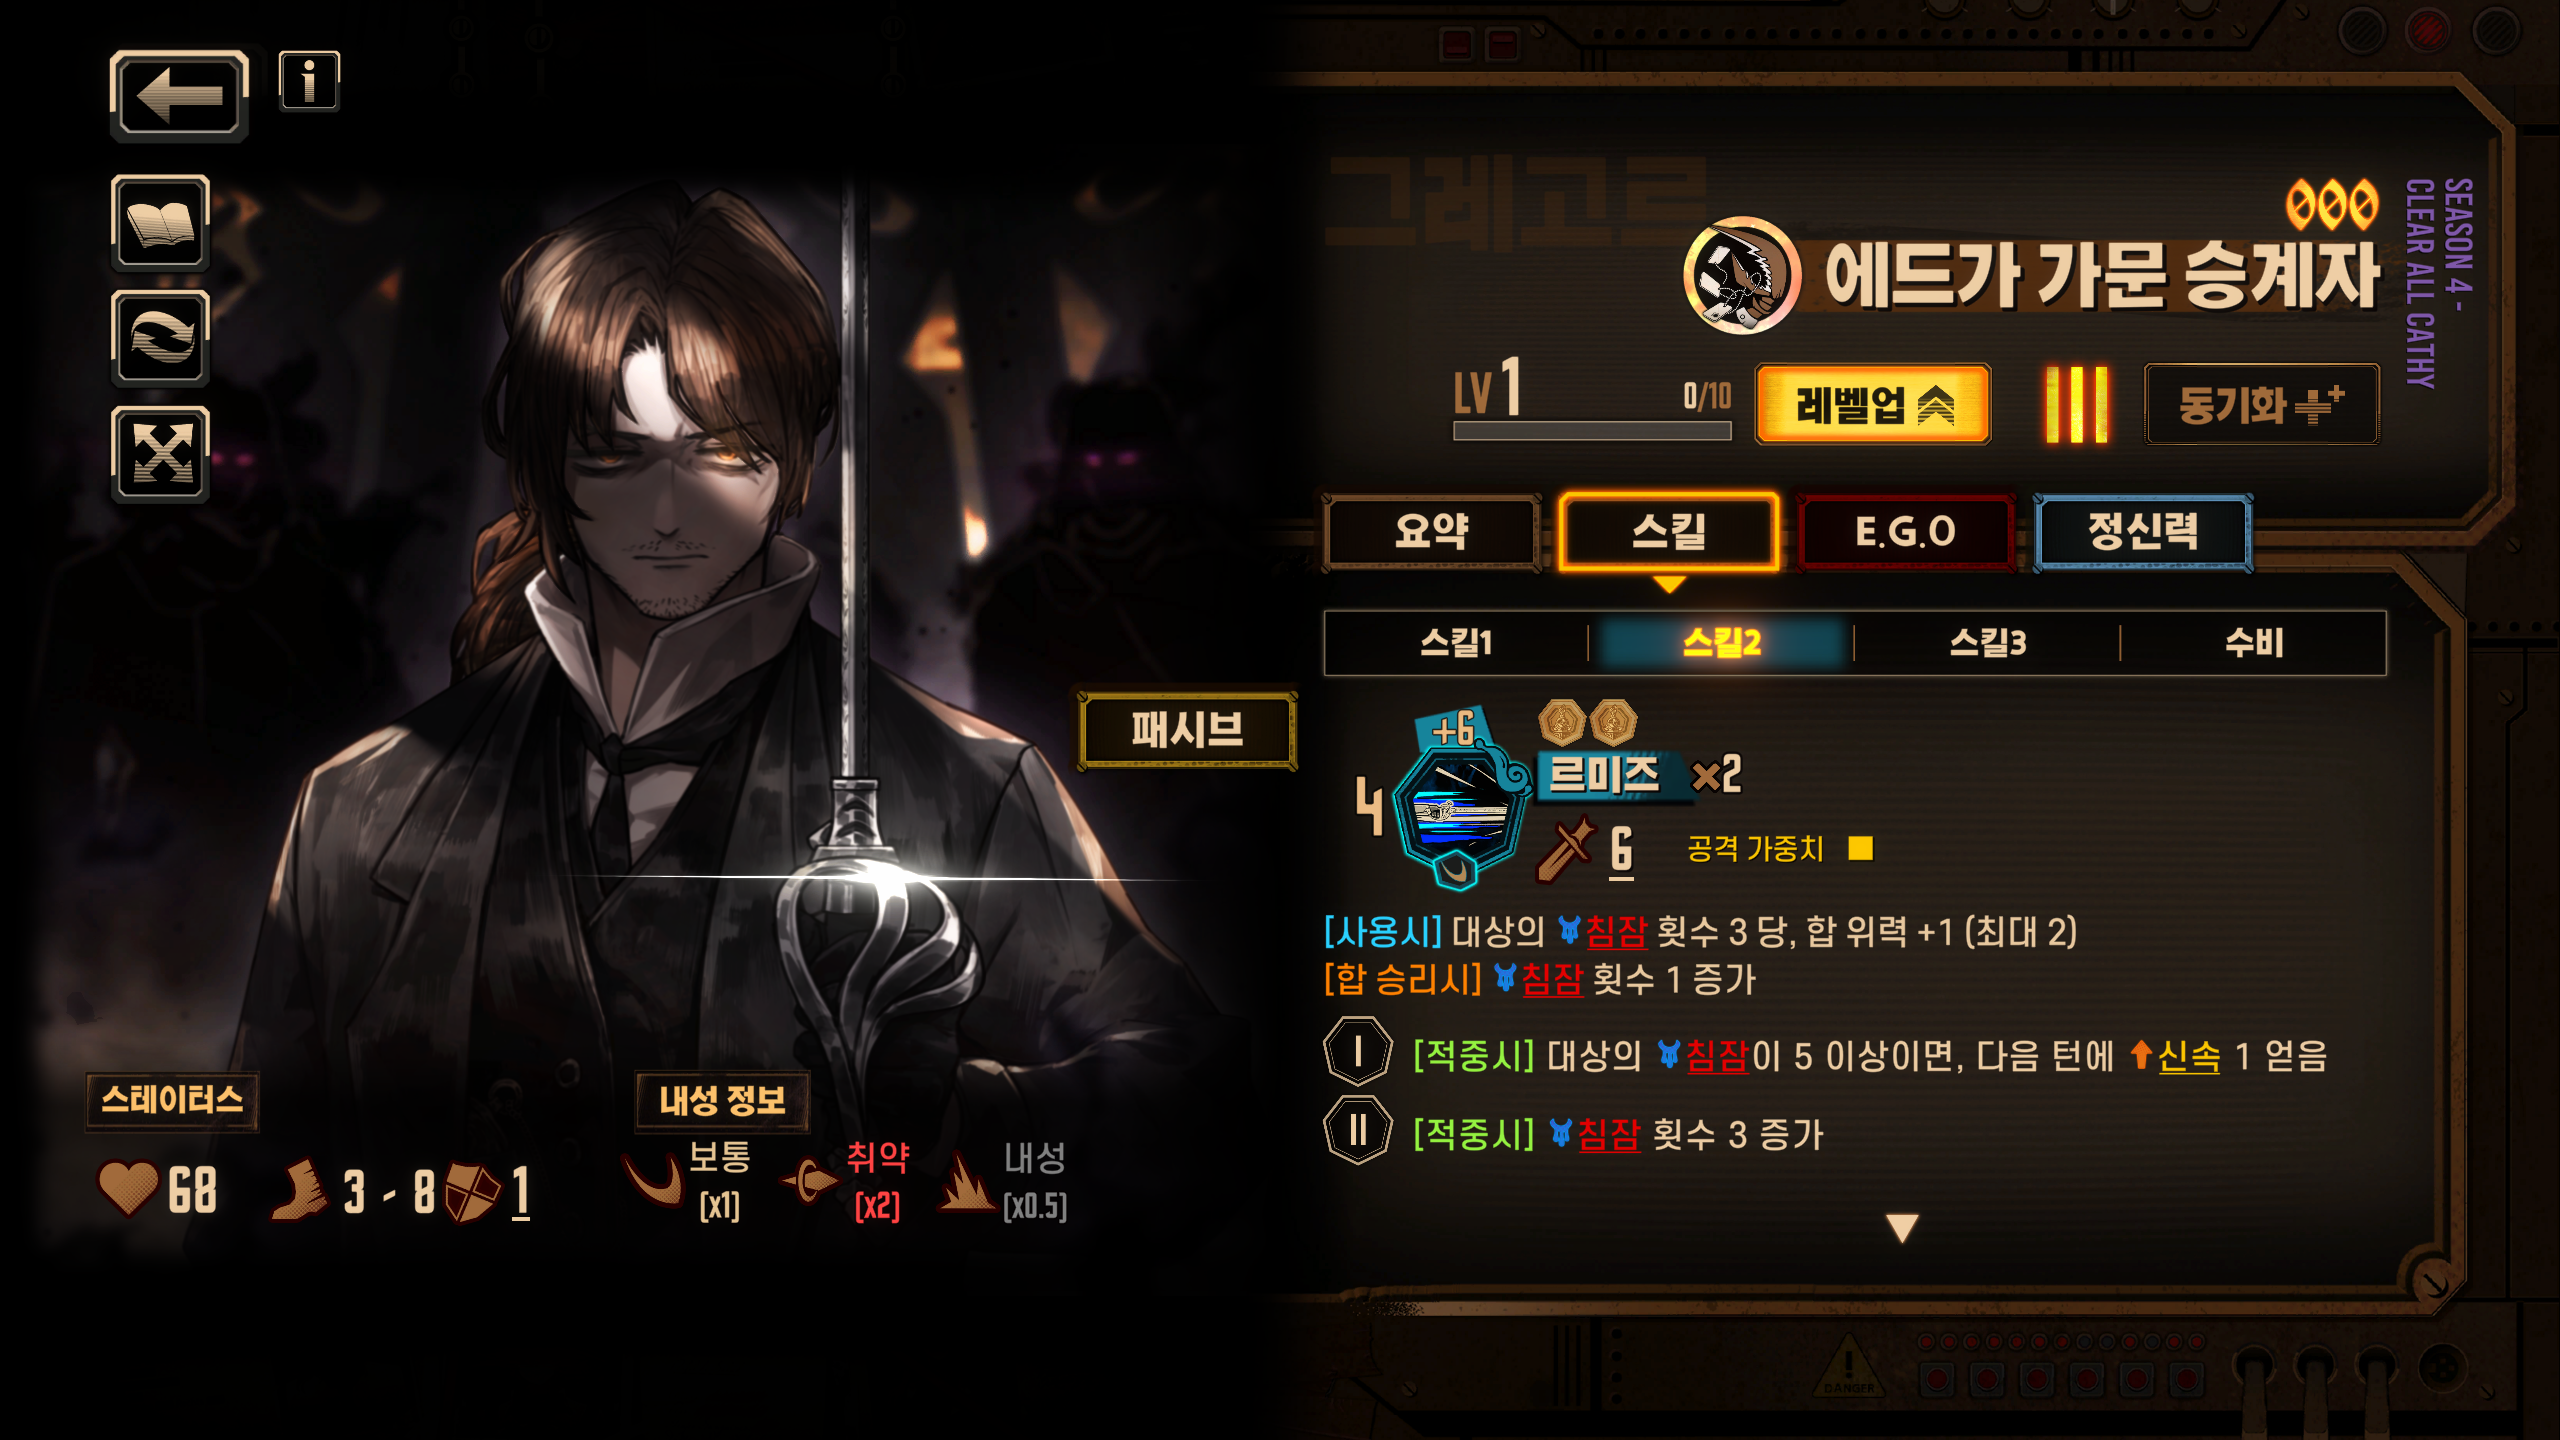 그레고르
000
에드가 가문 승계자
SEASON 4 -
CLEAR ALL CATHY
LV 1
0/10
레벨업
동기화
요약
스킬
E.G.O
정신력
스킬1
스킬2
스킬3
수비
패시브
+6
4
르미즈 ×2
6
공격 가중치
[사용시] 대상의 침잠 횟수 3 당, 합 위력 +1 (최대 2)
[합 승리시] 침잠 횟수 1 증가
I [적중시] 대상의 침잠이 5 이상이면, 다음 턴에 신속 1 얻음
II [적중시] 침잠 횟수 3 증가
스테이터스
68
3 - 8
1
내성 정보
보통
[x1]
취약
[x2]
내성
[x0.5]
DANGER